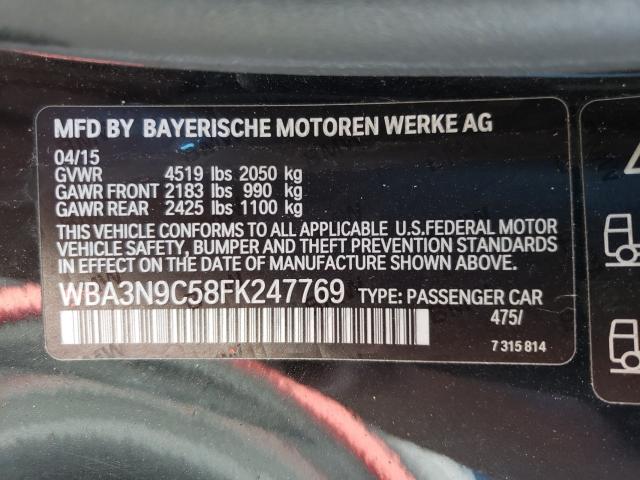 MFD BY BAYERISCHE MOTOREN WERKE AG
04/15
GVWR 4519 lbs 2050 kg
GAWR FRONT 2183 lbs 990 kg
GAWR REAR 2425 lbs 1100 kg
THIS VEHICLE CONFORMS TO ALL APPLICABLE U.S.FEDERAL MOTOR
VEHICLE SAFETY, BUMPER AND THEFT PREVENTION STANDARDS
IN EFFECT ON THE DATE OF MANUFACTURE SHOWN ABOVE.
WBA3N9C58FK247769 TYPE: PASSENGER CAR
475/
7 315 814